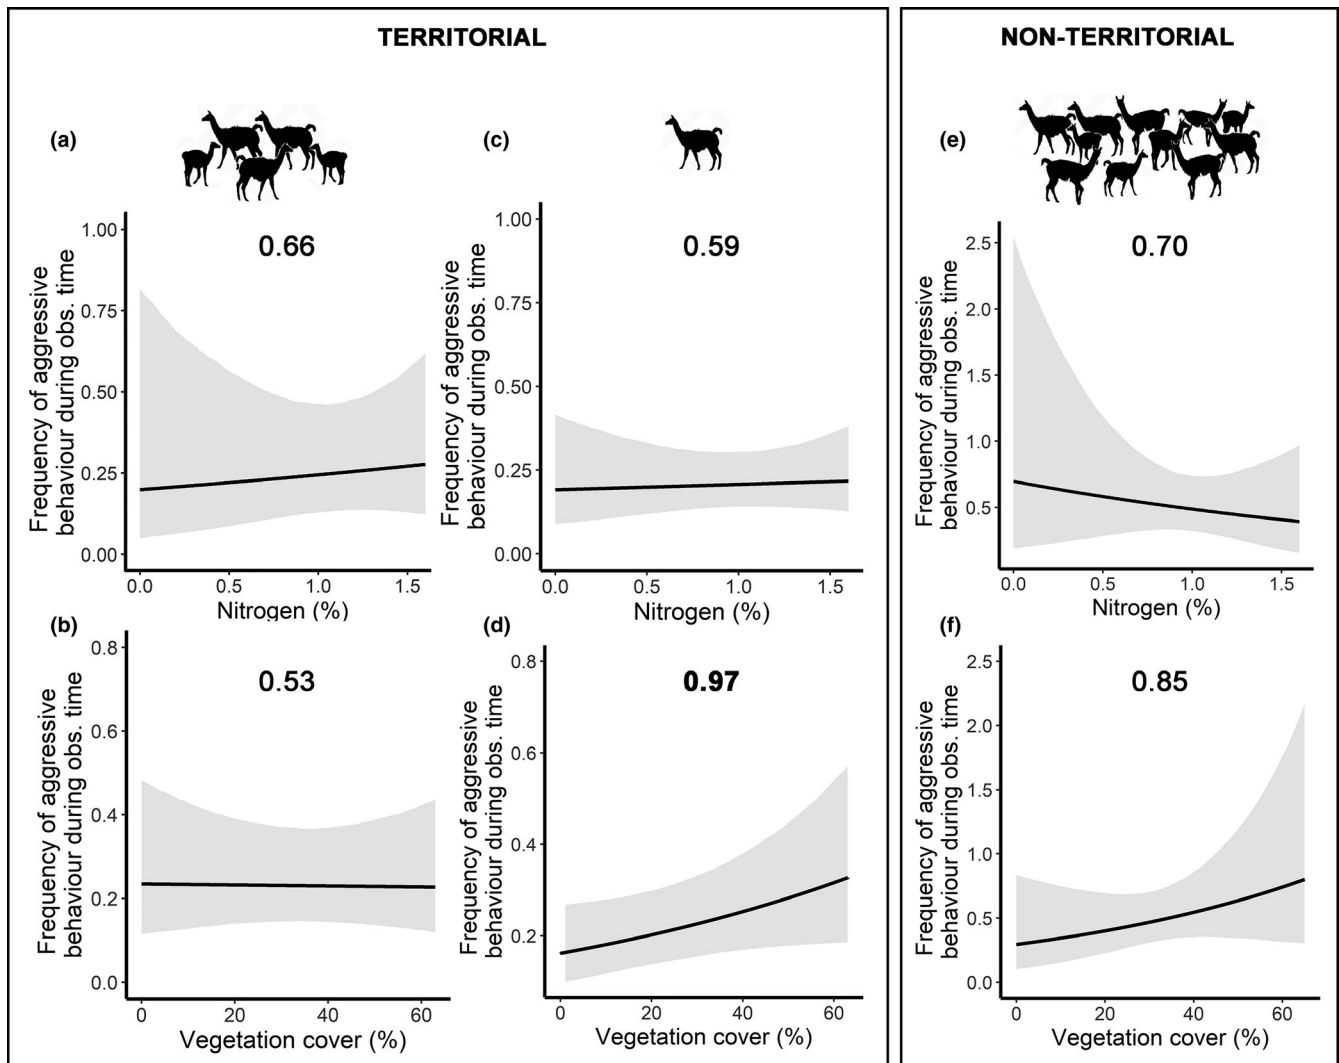 TERRITORIAL
NON-TERRITORIAL
(a)
0.66
Frequency of aggressive
behaviour during obs. time
1.00
0.75
0.50
0.25
0.00
0.0 0.5 1.0 1.5
Nitrogen (%)
(c)
0.59
Frequency of aggressive
behaviour during obs. time
1.00
0.75
0.50
0.25
0.00
0.0 0.5 1.0 1.5
Nitrogen (%)
(e)
0.70
Frequency of aggressive
behaviour during obs. time
2.5
2.0
1.5
1.0
0.5
0.0 0.5 1.0 1.5
Nitrogen (%)
(b)
0.53
Frequency of aggressive
behaviour during obs. time
0.8
0.6
0.4
0.2
0.0
0 20 40 60
Vegetation cover (%)
(d)
0.97
Frequency of aggressive
behaviour during obs. time
0.8
0.6
0.4
0.2
0 20 40 60
Vegetation cover (%)
(f)
0.85
Frequency of aggressive
behaviour during obs. time
2.5
2.0
1.5
1.0
0.5
0.0
0 20 40 60
Vegetation cover (%)